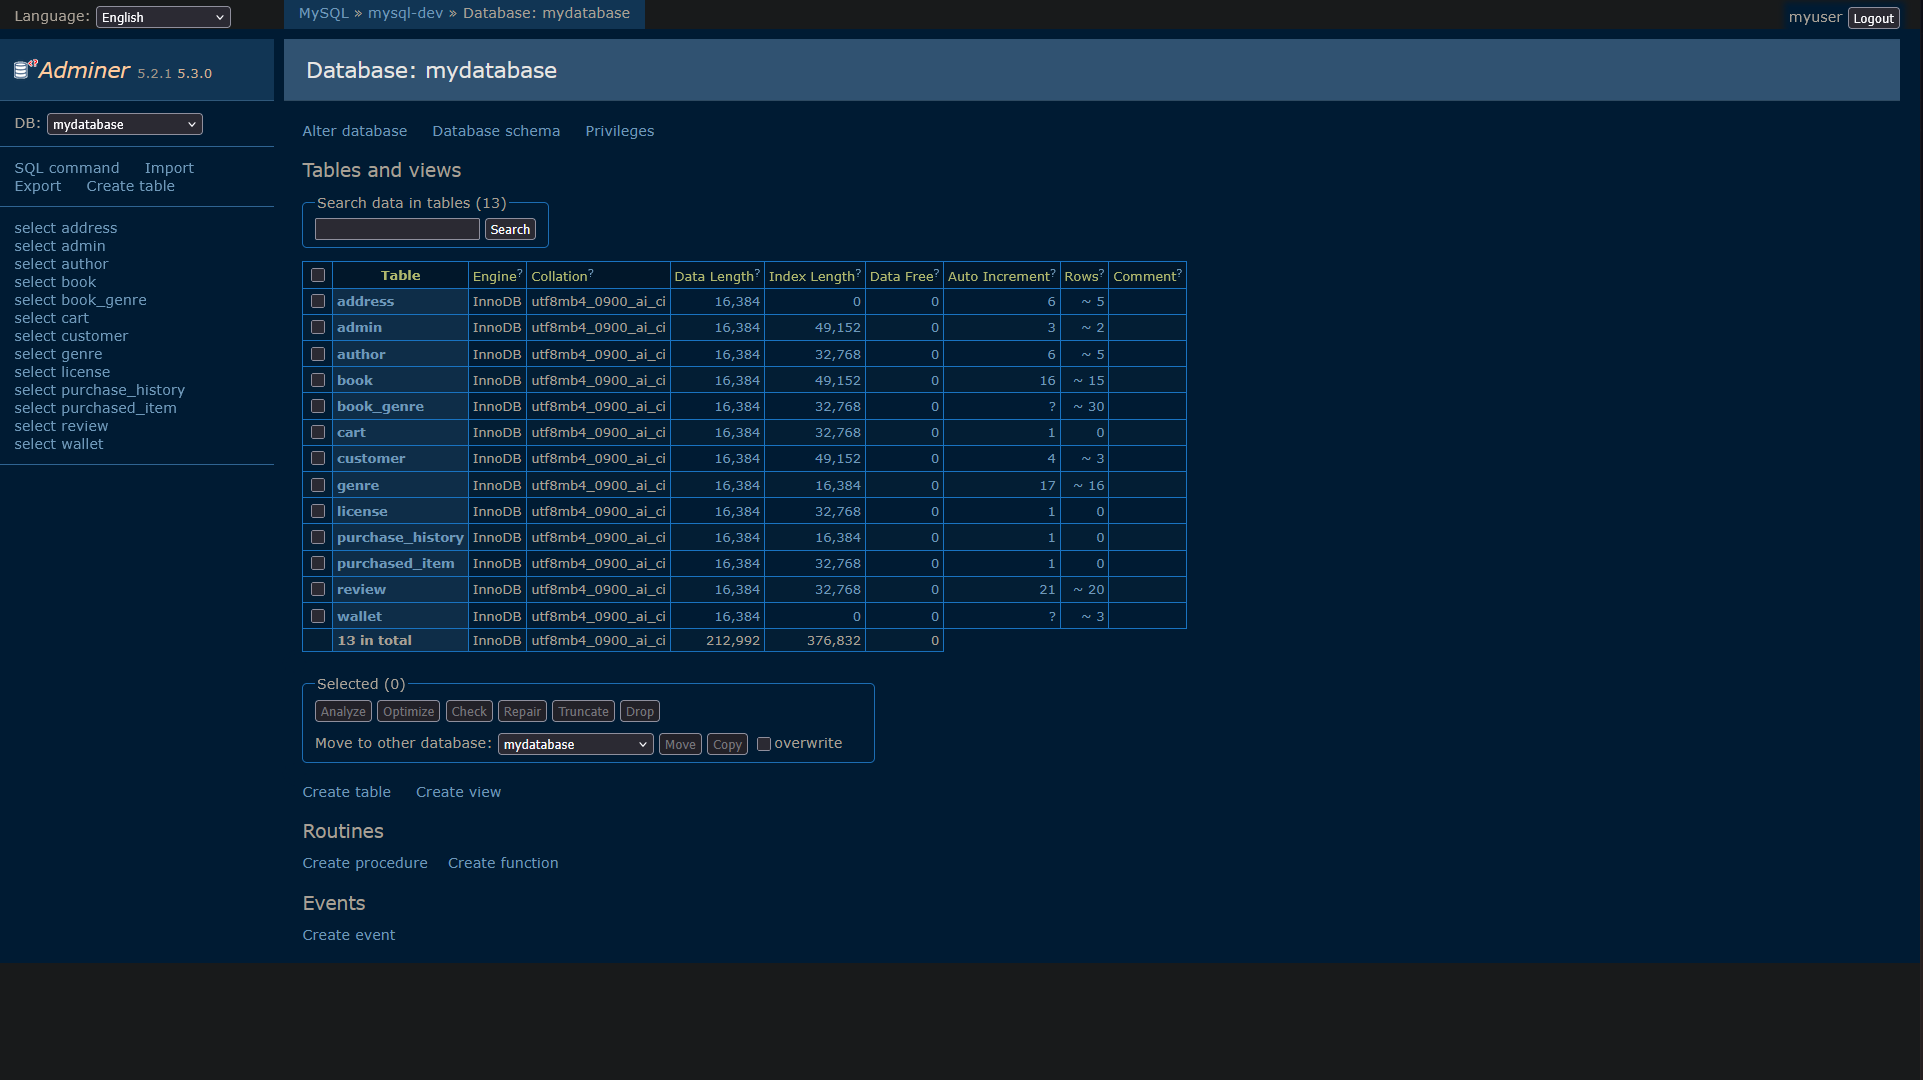 Language: English
MySQL » mysql-dev » Database: mydatabase
myuser Logout
Adminer 5.2.1 5.3.0
Database: mydatabase
DB: mydatabase
SQL command Import
Export Create table
select address
select admin
select author
select book
select book_genre
select cart
select customer
select genre
select license
select purchase_history
select purchased_item
select review
select wallet
Alter database Database schema Privileges
Tables and views
Search data in tables (13)
Search
Table Engine? Collation? Data Length? Index Length? Data Free? Auto Increment? Rows? Comment?
address InnoDB utf8mb4_0900_ai_ci 16,384 0 0 6 ~ 5
admin InnoDB utf8mb4_0900_ai_ci 16,384 49,152 0 3 ~ 2
author InnoDB utf8mb4_0900_ai_ci 16,384 32,768 0 6 ~ 5
book InnoDB utf8mb4_0900_ai_ci 16,384 49,152 0 16 ~ 15
book_genre InnoDB utf8mb4_0900_ai_ci 16,384 32,768 0 ? ~ 30
cart InnoDB utf8mb4_0900_ai_ci 16,384 32,768 0 1 0
customer InnoDB utf8mb4_0900_ai_ci 16,384 49,152 0 4 ~ 3
genre InnoDB utf8mb4_0900_ai_ci 16,384 16,384 0 17 ~ 16
license InnoDB utf8mb4_0900_ai_ci 16,384 32,768 0 1 0
purchase_history InnoDB utf8mb4_0900_ai_ci 16,384 16,384 0 1 0
purchased_item InnoDB utf8mb4_0900_ai_ci 16,384 32,768 0 1 0
review InnoDB utf8mb4_0900_ai_ci 16,384 32,768 0 21 ~ 20
wallet InnoDB utf8mb4_0900_ai_ci 16,384 0 0 ? ~ 3
13 in total InnoDB utf8mb4_0900_ai_ci 212,992 376,832 0
Selected (0)
Analyze Optimize Check Repair Truncate Drop
Move to other database: mydatabase Move Copy overwrite
Create table Create view
Routines
Create procedure Create function
Events
Create event